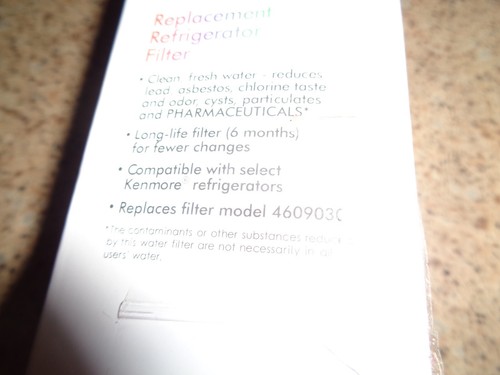 Replacement
Refrigerator
Filter
• Clean, fresh water - reduces
lead, asbestos, chlorine taste
and odor, cysts, particulates
and PHARMACEUTICALS*
• Long-life filter (6 months)
for fewer changes
• Compatible with select
Kenmore® refrigerators
• Replaces filter model 460903
*The contaminants or other substances
by this water filter are not necessarily in
users' water.